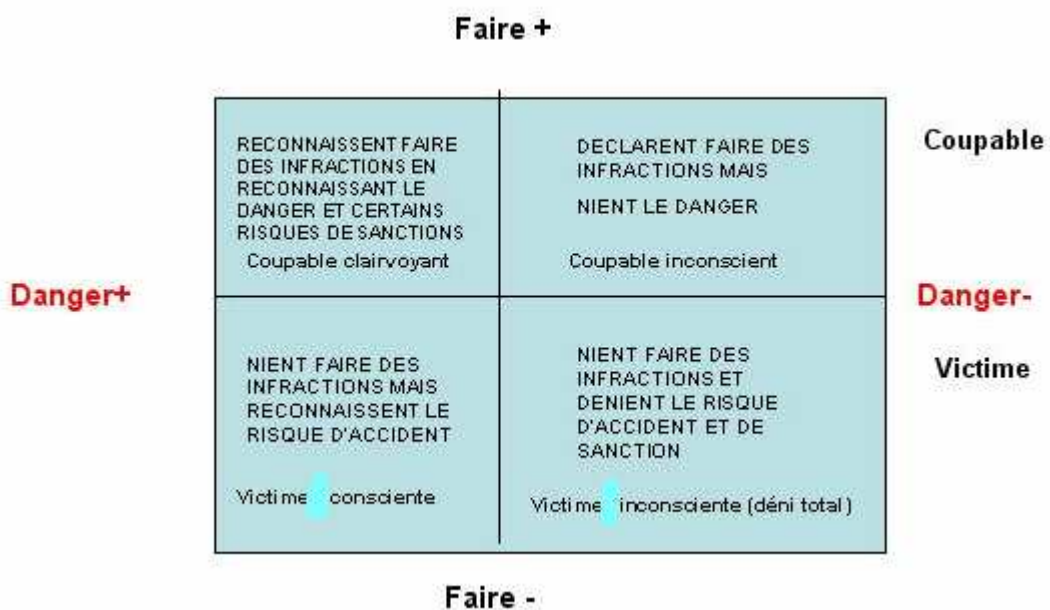 Faire +
RECONNAISSENT FAIRE
DES INFRACTIONS EN
RECONNAISSANT LE
DANGER ET CERTAINS
RISQUES DE SANCTIONS
Coupable clairvoyant
DECLARENT FAIRE DES
INFRACTIONS MAIS
NIENT LE DANGER
Coupable inconscient
Coupable
Danger+
Danger-
NIENT FAIRE DES
INFRACTIONS MAIS
RECONNAISSENT LE
RISQUE D'ACCIDENT
Victime consciente
NIENT FAIRE DES
INFRACTIONS ET
DENIENT LE RISQUE
D'ACCIDENT ET DE
SANCTION
Victime inconsciente (déni total)
Victime
Faire -